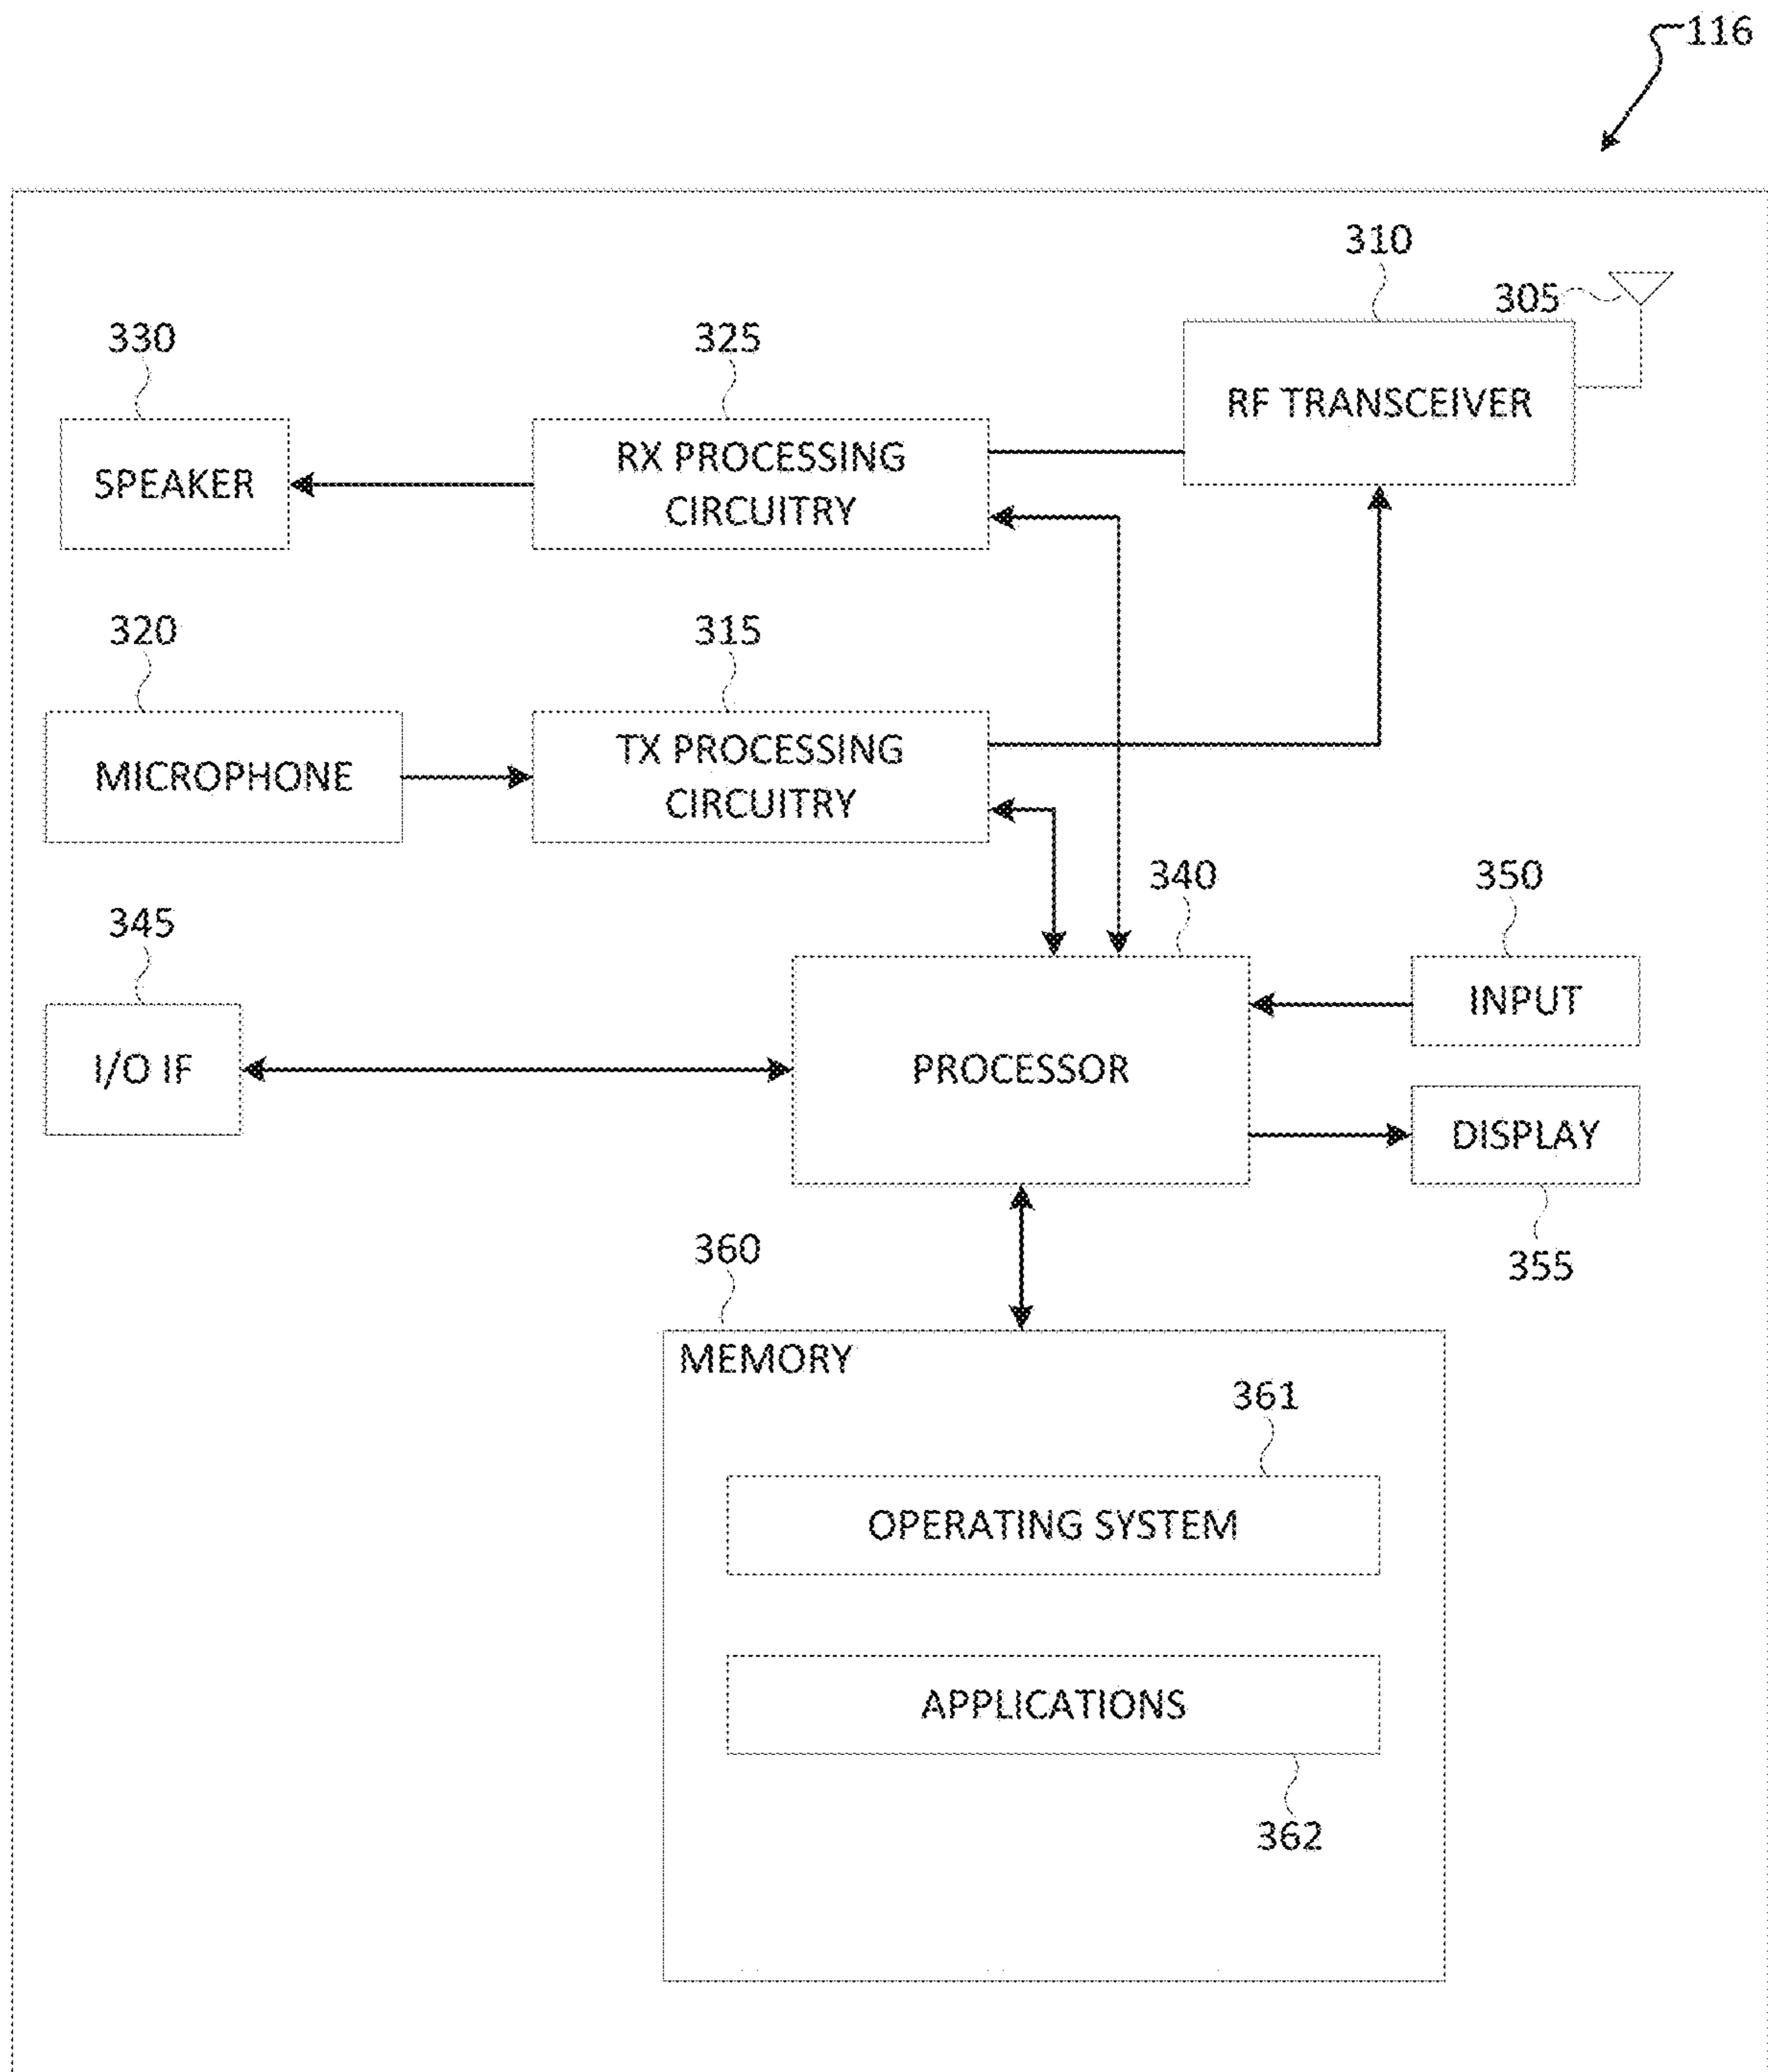 116
310
305
330
325
RF TRANSCEIVER
SPEAKER
RX PROCESSING
CIRCUITRY
320
315
MICROPHONE
TX PROCESSING
CIRCUITRY
340
350
345
INPUT
I/O IF
PROCESSOR
DISPLAY
360
355
MEMORY
361
OPERATING SYSTEM
APPLICATIONS
362